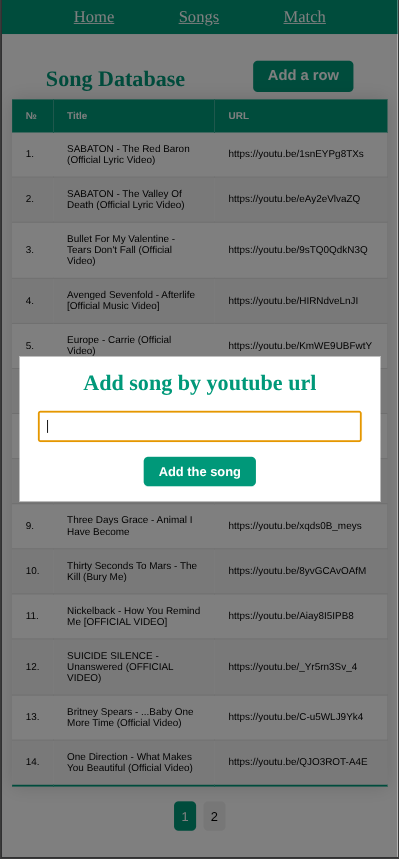 Home Songs Match
Song Database Add a row
№ Title URL
1. SABATON - The Red Baron https://youtu.be/1snEYPg8TXs
(Official Lyric Video)
2. SABATON - The Valley Of https://youtu.be/eAy2eVlvaZQ
Death (Official Lyric Video)
Bullet For My Valentine -
3. Tears Don't Fall (Official https://youtu.be/9sTQ0QdkN3Q
Video)
4. Avenged Sevenfold - Afterlife https://youtu.be/HIRNdveLnJI
[Official Music Video]
5. Europe - Carrie (Official https://youtu.be/KmWE9UBFwtY
Video)
Add song by youtube url
Add the song
9. Three Days Grace - Animal I https://youtu.be/xqds0B_meys
Have Become
10. Thirty Seconds To Mars - The https://youtu.be/8yvGCAvOAfM
Kill (Bury Me)
11. Nickelback - How You Remind https://youtu.be/Aiay8I5IPB8
Me [OFFICIAL VIDEO]
SUICIDE SILENCE -
12. Unanswered (OFFICIAL https://youtu.be/_Yr5m3Sv_4
VIDEO)
13. Britney Spears - ...Baby One https://youtu.be/C-u5WLJ9Yk4
More Time (Official Video)
14. One Direction - What Makes https://youtu.be/QJO3ROT-A4E
You Beautiful (Official Video)
1 2